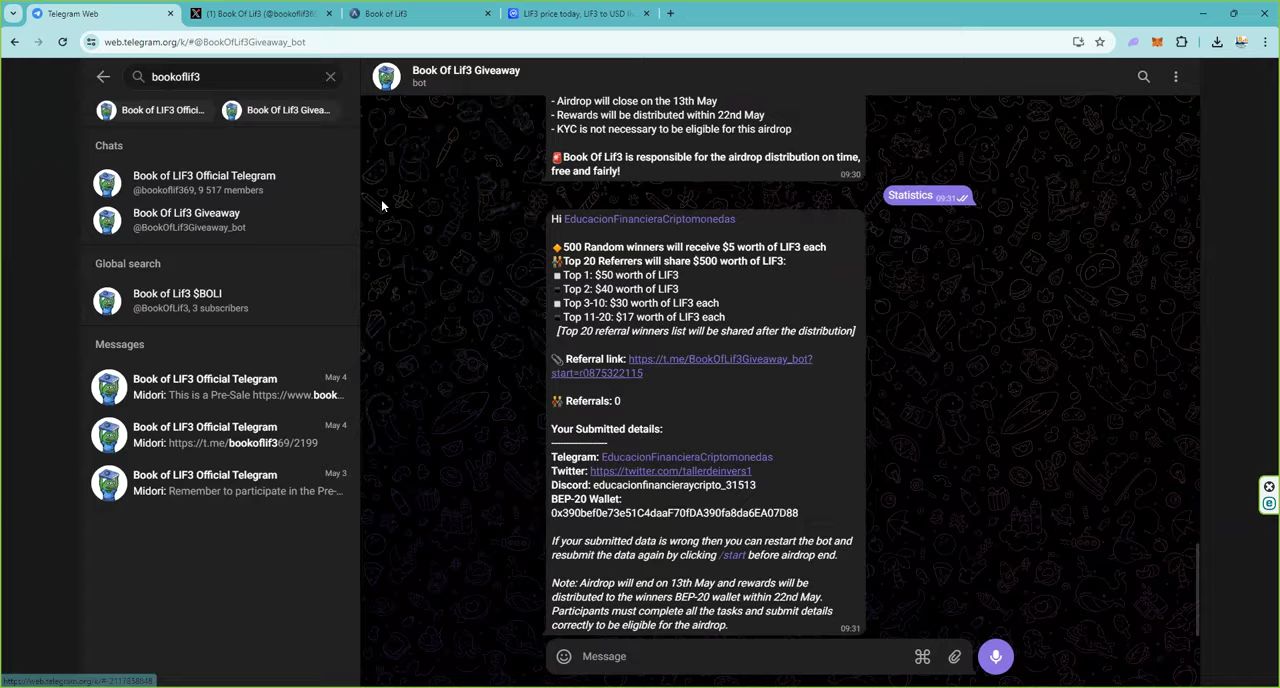 Telegram Web
(1) Book Of Lif3 (@bookoflif36
Book of Lif3
LIF3 price today, LIF3 to USD li
web.telegram.org/k/#@BookOfLif3Giveaway_bot
bookoflif3
Book of LIF3 Offici...
Book Of Lif3 Givea...
Chats
Book of LIF3 Official Telegram
@bookoflif369, 9 517 members
Book Of Lif3 Giveaway
@BookOfLif3Giveaway_bot
Global search
Book of Lif3 $BOLI
@BookOfLif3, 3 subscribers
Messages
Book of LIF3 Official Telegram May 4
Midori: This is a Pre-Sale https://www.book...
Book of LIF3 Official Telegram May 4
Midori: https://t.me/bookoflif369/2199
Book of LIF3 Official Telegram May 3
Midori: Remember to participate in the Pre-...
Book Of Lif3 Giveaway
bot
- Airdrop will close on the 13th May
- Rewards will be distributed within 22nd May
- KYC is not necessary to be eligible for this airdrop
🚨Book Of Lif3 is responsible for the airdrop distribution on time,
free and fairly!
09:30
Statistics 09:31
Hi EducacionFinancieraCriptomonedas
🔸500 Random winners will receive $5 worth of LIF3 each
👫Top 20 Referrers will share $500 worth of LIF3:
◻️Top 1: $50 worth of LIF3
▪️Top 2: $40 worth of LIF3
◻️Top 3-10: $30 worth of LIF3 each
▪️Top 11-20: $17 worth of LIF3 each
[Top 20 referral winners list will be shared after the distribution]
📎 Referral link: https://t.me/BookOfLif3Giveaway_bot?
start=r0875322115
👫 Referrals: 0
Your Submitted details:
Telegram: EducacionFinancieraCriptomonedas
Twitter: https://twitter.com/tallerdeinvers1
Discord: educacionfinancieraycripto_31513
BEP-20 Wallet:
0x390bef0e73e51C4daaF70fDA390fa8da6EA07D88
If your submitted data is wrong then you can restart the bot and
resubmit the data again by clicking /start before airdrop end.
Note: Airdrop will end on 13th May and rewards will be
distributed to the winners BEP-20 wallet within 22nd May.
Participants must complete all the tasks and submit details
correctly to be eligible for the airdrop.
09:31
Message
https://web.telegram.org/k/#-2117858648